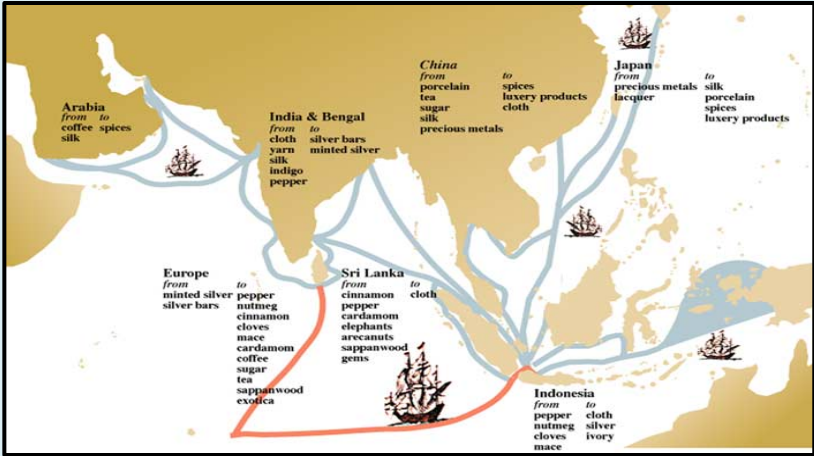 Arabia
from to
coffee spices
silk
India & Bengal
from to
cloth silver bars
yarn minted silver
silk
indigo
pepper
China
from to
porcelain spices
tea luxery products
sugar cloth
silk
precious metals
Japan
from to
precious metals silk
lacquer porcelain
spices
luxery products
Europe
from to
minted silver pepper
silver bars nutmeg
cinnamon
cloves
mace
cardamom
coffee
sugar
tea
sappanwood
exotica
Sri Lanka
from to
cinnamon cloth
pepper
cardamom
elephants
arecanuts
sappanwood
gems
Indonesia
from to
pepper cloth
nutmeg silver
cloves ivory
mace